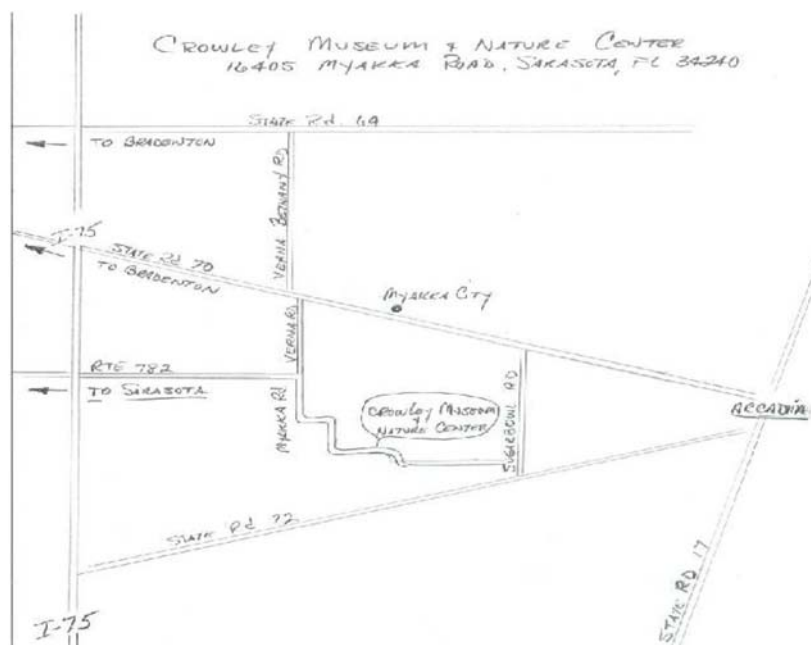 CROWLEY MUSEUM & NATURE CENTER
16405 MYAKKA ROAD, SARASOTA, FL 34240
STATE Rd. 64
TO BRADENTON
VERNA BETHANY RD
I-75
STATE Rd 70
TO BRADENTON
MYAKKA CITY
VERNA RD
RTE 782
TO SARASOTA
MYAKKA Rd
CROWLEY MUSEUM
&
NATURE CENTER
SUGARBOWL RD
ARCADIA
STATE Rd 72
STATE RD 17
I-75